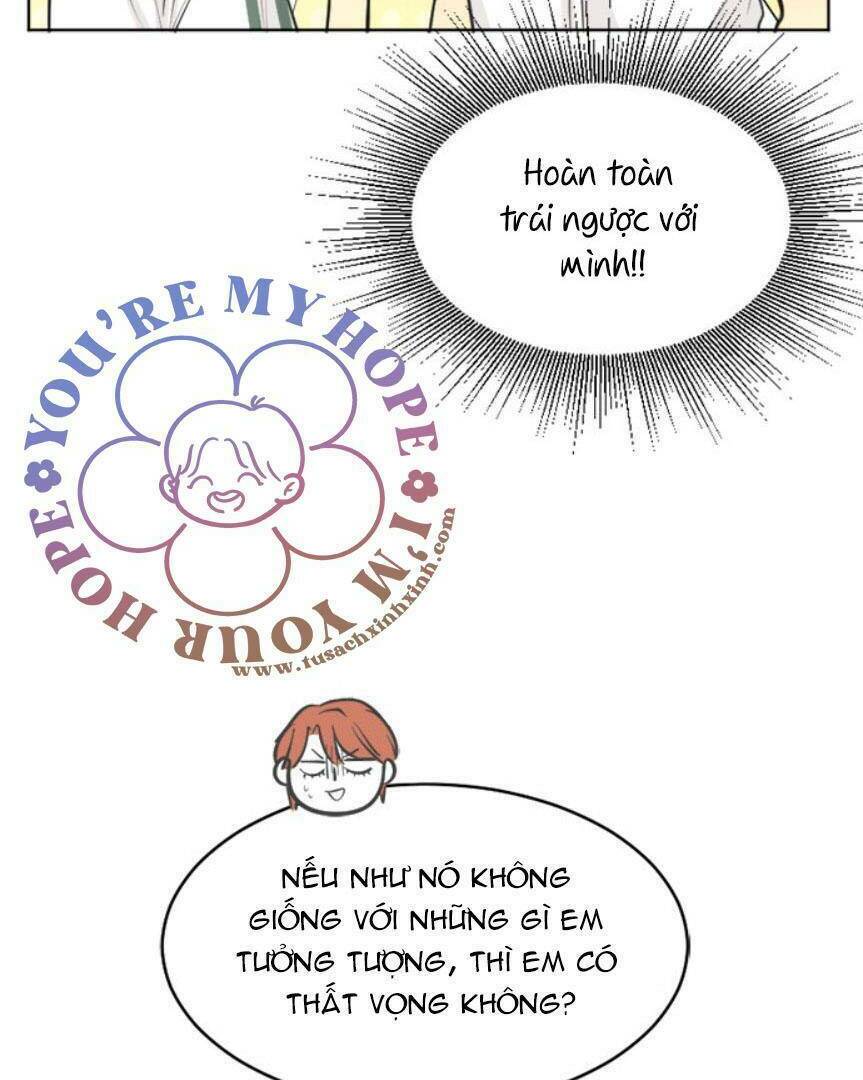 Hoàn toàn
trái ngược với
mình!!
YOU'RE MY HOPE
I'M YOUR HOPE
www.tusachxinhxinh.com
NẾU NHƯ NÓ KHÔNG
GIỐNG VỚI NHỮNG GÌ EM
TƯỞNG TƯỢNG, THÌ EM CÓ
THẤT VỌNG KHÔNG?